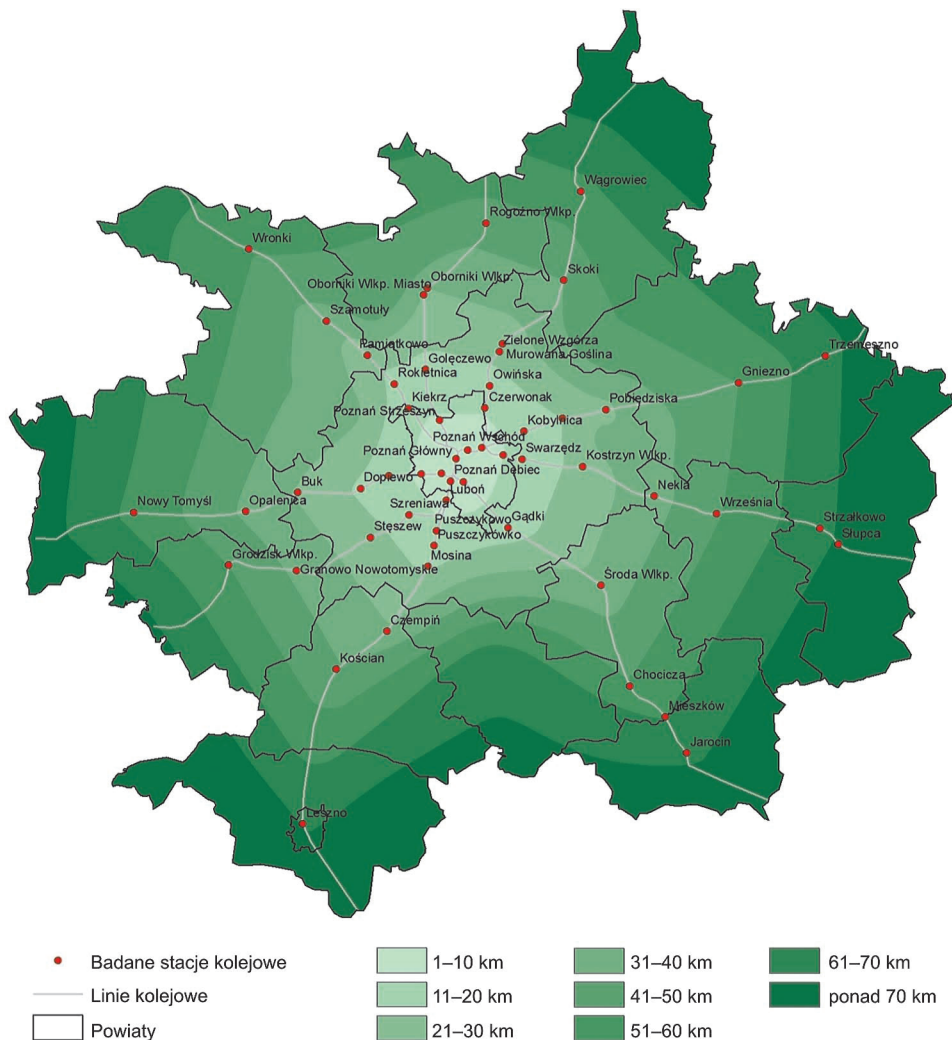 Wągrowiec
Rogoźno Wlkp.
Wronki
Skoki
Oborniki Wlkp.
Oborniki Wlkp. Miasto
Szamotuły
Zielone Wzgórza
Pamiątkowo
Murowana-Goślina
Trzemeszno
Golęczewo
Rokietnica
Owińska
Gniezno
Kiekrz
Czerwonak
Pobiedziska
Poznań Strzeszyn
Kobylnica
Poznań Wschód
Poznań Główny
Swarzędz
Kostrzyn Wlkp.
Poznań Dębiec
Dopiewo
Buk
Luboń
Nekla
Nowy Tomyśl
Opalenica
Szreniawa
Września
Gądki
Puszczykowo
Stęszew
Strzałkowo
Puszczykówko
Słupca
Grodzisk Wlkp.
Mosina
Granowo Nowotomyskie
Środa Wlkp.
Czempiń
Kościan
Chocicza
Mieszków
Jarocin
Leszno
Badane stacje kolejowe
Linie kolejowe
Powiaty
1–10 km
11–20 km
21–30 km
31–40 km
41–50 km
51–60 km
61–70 km
ponad 70 km